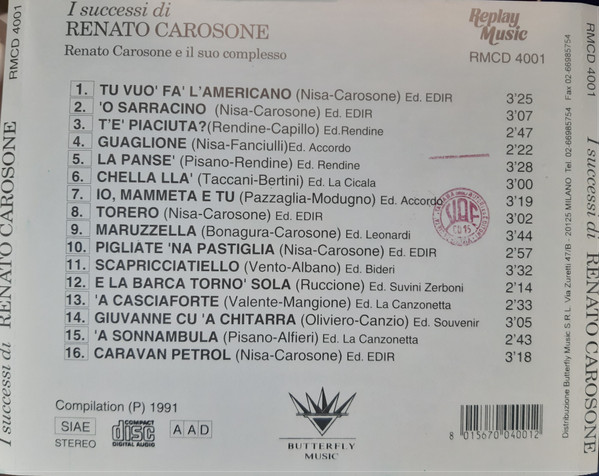 I successi di
RENATO CAROSONE
Renato Carosone e il suo complesso
Replay
Music
RMCD 4001
1. TU VUO' FA' L'AMERICANO (Nisa-Carosone) Ed. EDIR 3'25
2. 'O SARRACINO (Nisa-Carosone) Ed. EDIR 3'07
3. T'E' PIACIUTA? (Rendine-Capillo) Ed.Rendine 2'47
4. GUAGLIONE (Nisa-Fanciulli)Ed. Accordo 2'22
5. LA PANSE' (Pisano-Rendine) Ed. Rendine 3'28
6. CHELLA LLA' (Taccani-Bertini) Ed. La Cicala 3'00
7. IO, MAMMETA E TU (Pazzaglia-Modugno) Ed. Accordo 3'19
8. TORERO (Nisa-Carosone) Ed. EDIR 3'02
9. MARUZZELLA (Bonagura-Carosone) Ed. Leonardi 3'44
10. PIGLIATE 'NA PASTIGLIA (Nisa-Carosone) Ed. EDIR 2'57
11. SCAPRICCIATIELLO (Vento-Albano) Ed. Bideri 3'32
12. E LA BARCA TORNO' SOLA (Ruccione) Ed. Suvini Zerboni 2'14
13. 'A CASCIAFORTE (Valente-Mangione) Ed. La Canzonetta 2'33
14. GIUVANNE CU 'A CHITARRA (Oliviero-Canzio) Ed. Souvenir 3'05
15. 'A SONNAMBULA (Pisano-Alfieri) Ed. La Canzonetta 2'43
16. CARAVAN PETROL (Nisa-Carosone) Ed. EDIR 3'18
Compilation (P) 1991
SIAE
STEREO
COMPACT
disc
DIGITAL AUDIO
AAD
BUTTERFLY
MUSIC
8 015670 040012
RMCD 4001
I successi di RENATO CAROSONE
RMCD 4001
I successi di RENATO CAROSONE
Distribuzione Butterfly Music S.R.L. Via Zuretti 47/B - 20125 MILANO Tel. 02-66985754 Fax 02-66985754